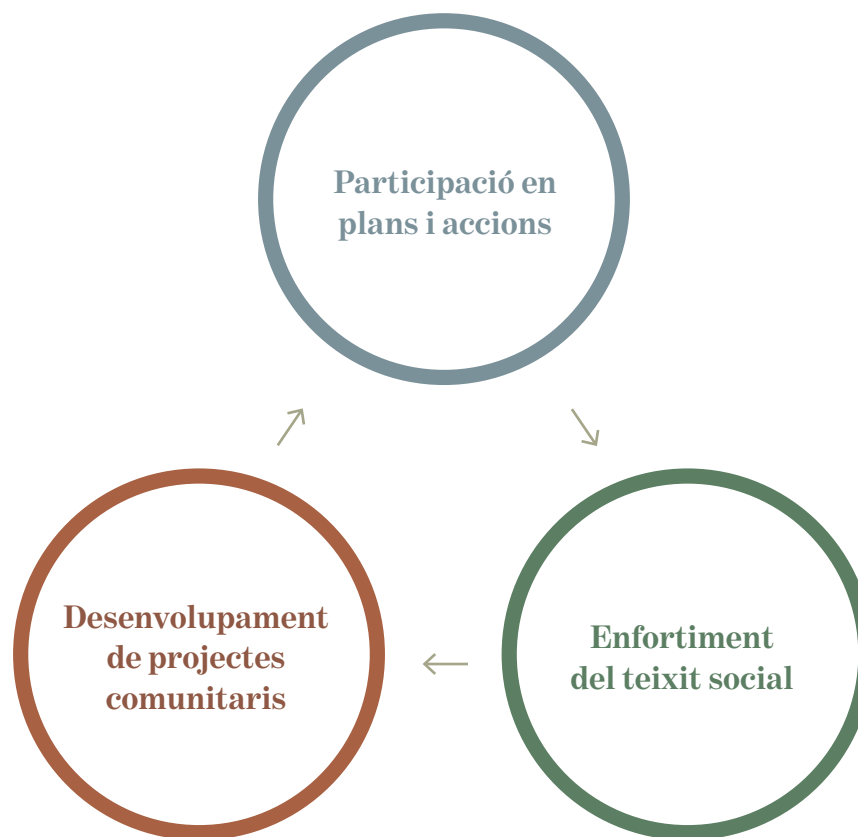 Participació en
plans i accions
Desenvolupament
de projectes
comunitaris
Enfortiment
del teixit social